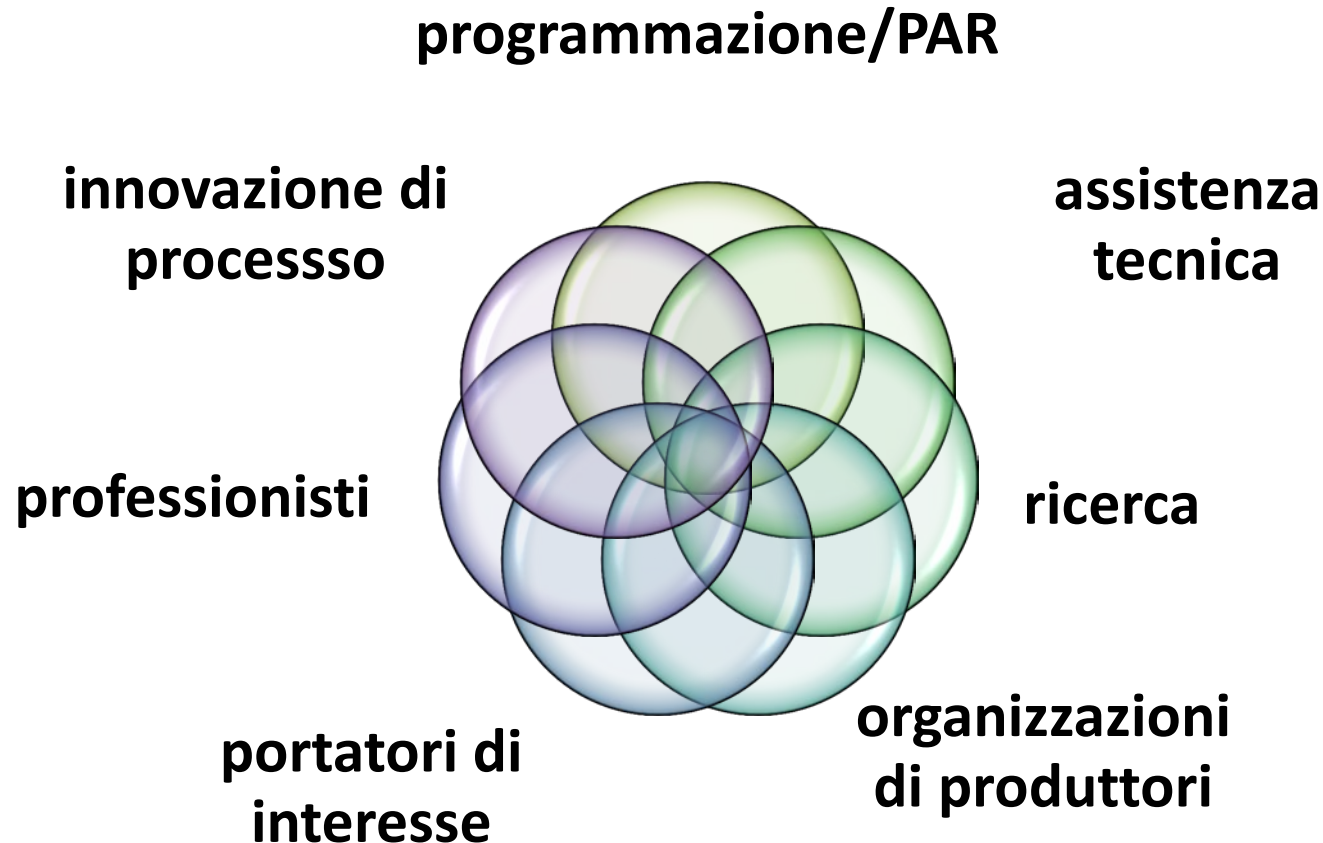 programmazione/PAR
innovazione di
processso
assistenza
tecnica
professionisti
ricerca
portatori di
interesse
organizzazioni
di produttori